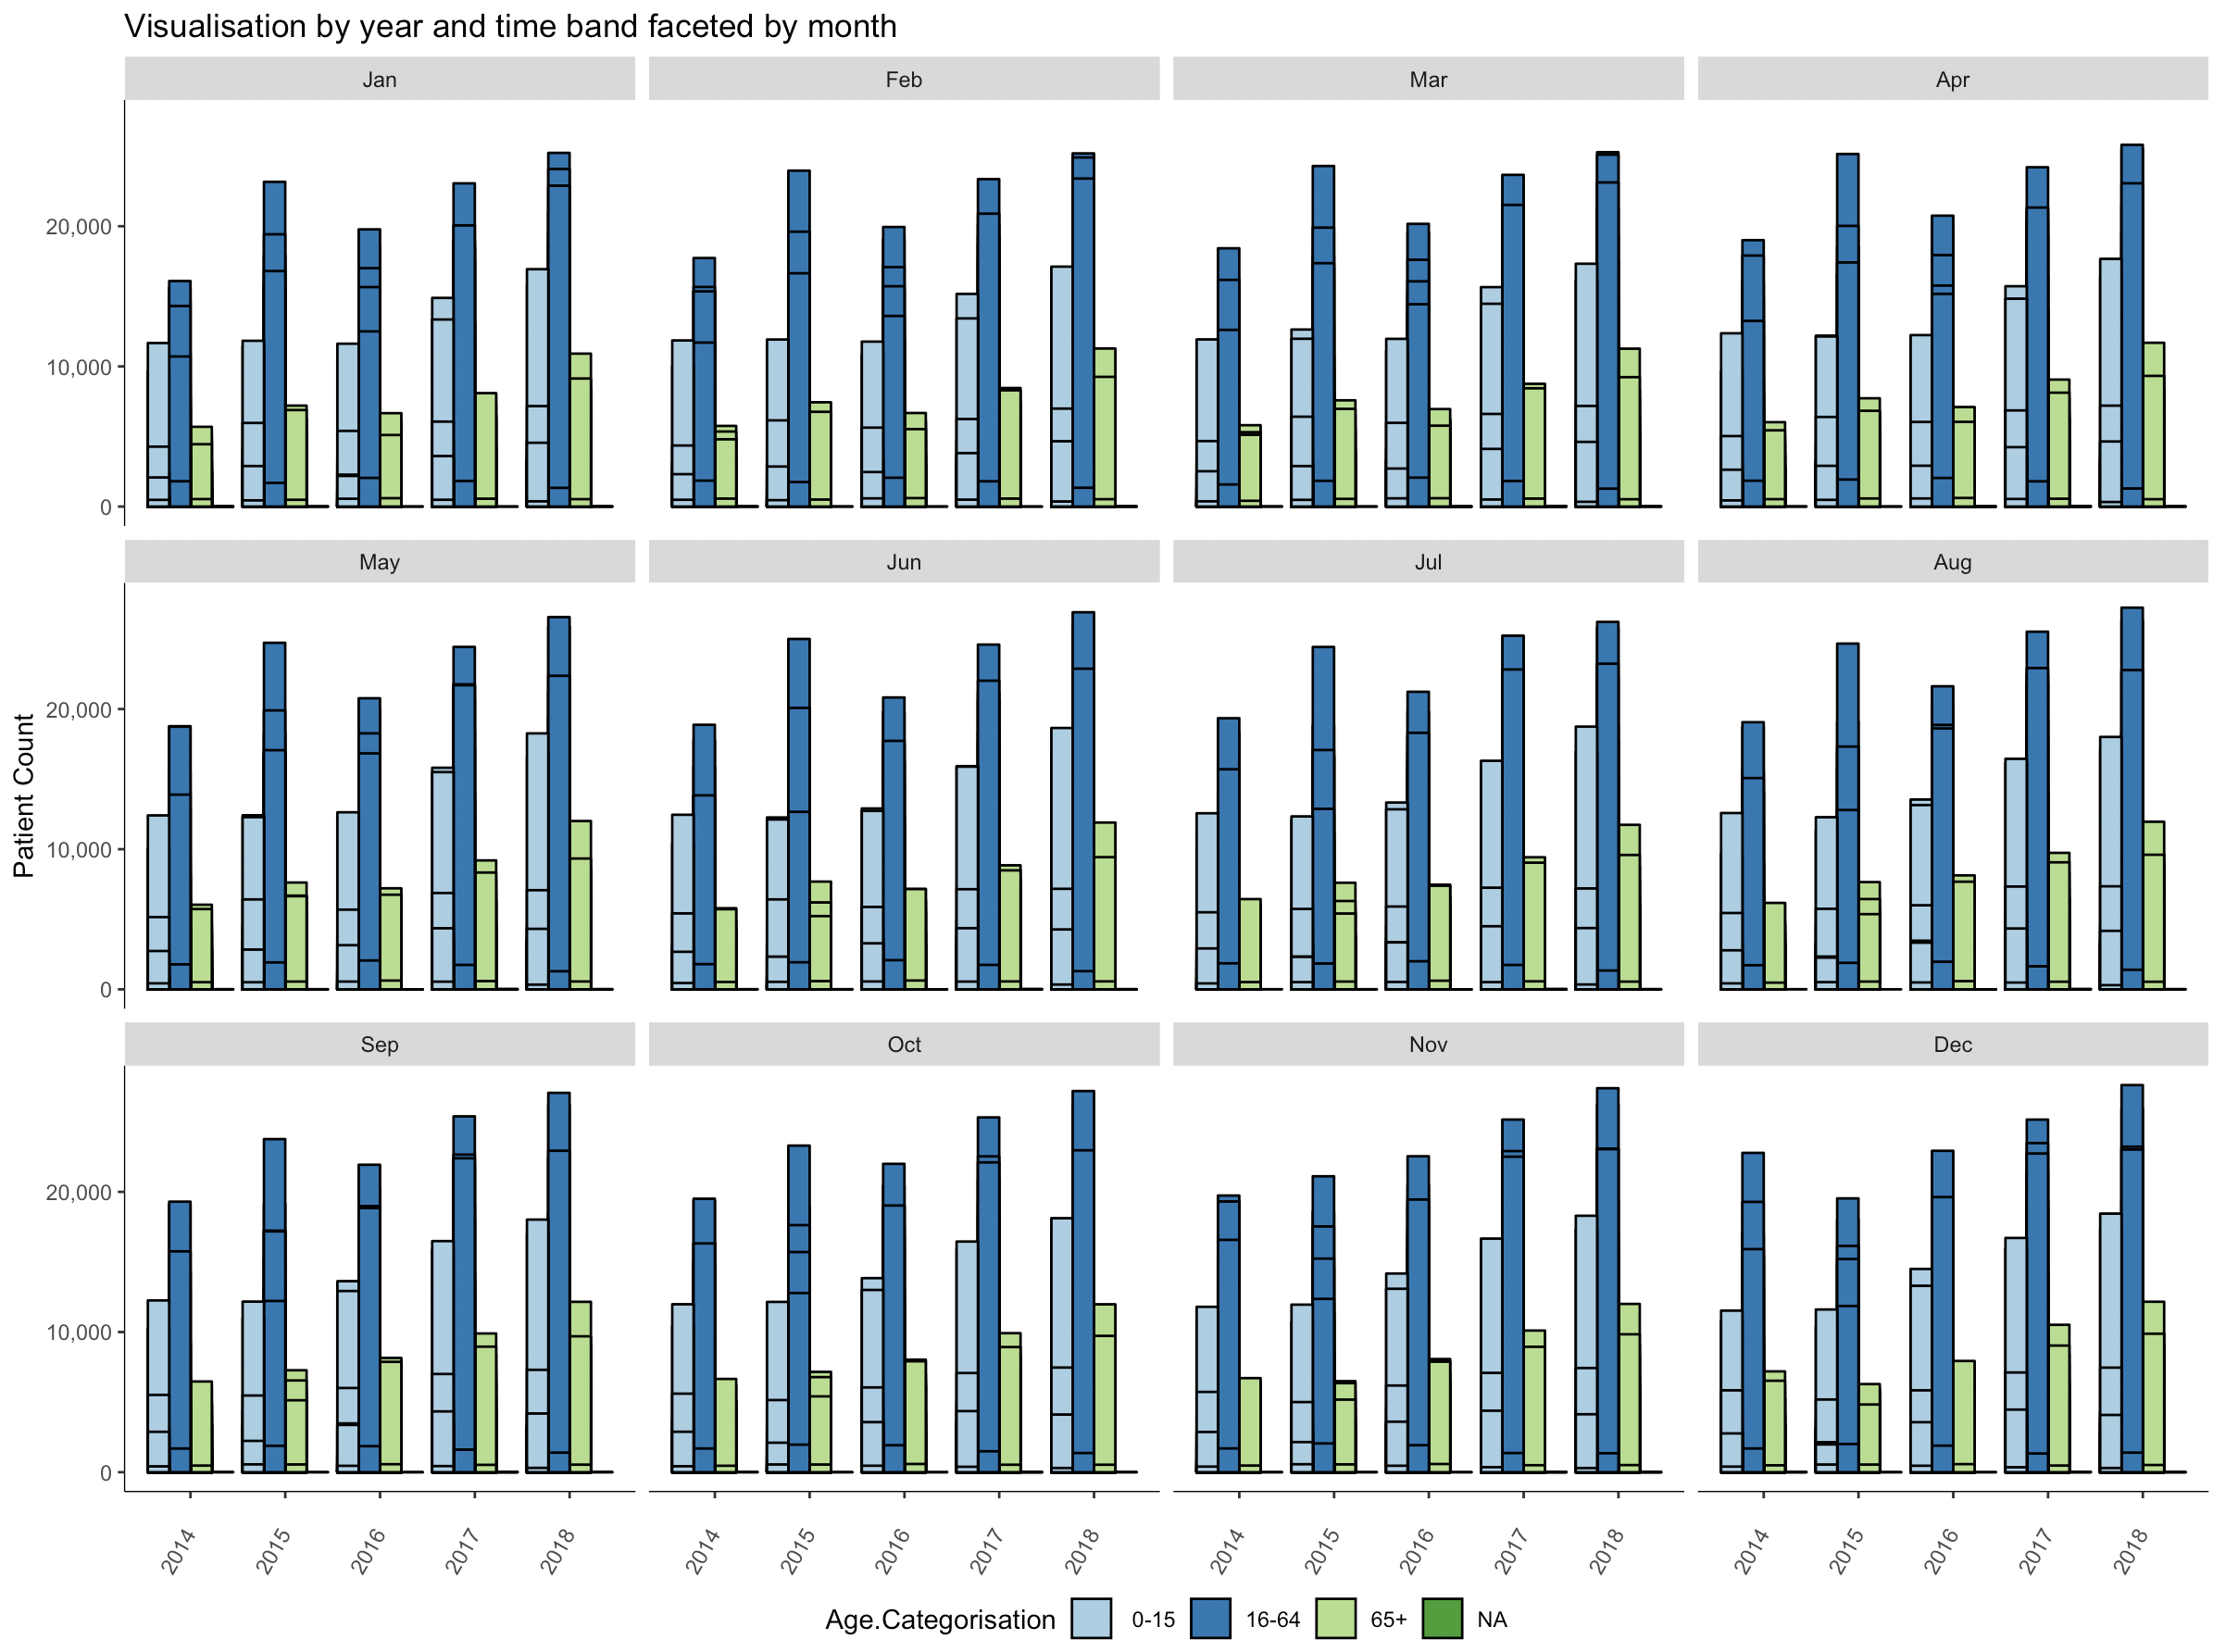 Visualisation by year and time band faceted by month
Jan Feb Mar Apr
20,000
10,000
0
May Jun Jul Aug
20,000
10,000
0
Patient Count
Sep Oct Nov Dec
20,000
10,000
0
2014 2015 2016 2017 2018 2014 2015 2016 2017 2018 2014 2015 2016 2017 2018 2014 2015 2016 2017 2018
Age.Categorisation 0-15 16-64 65+ NA